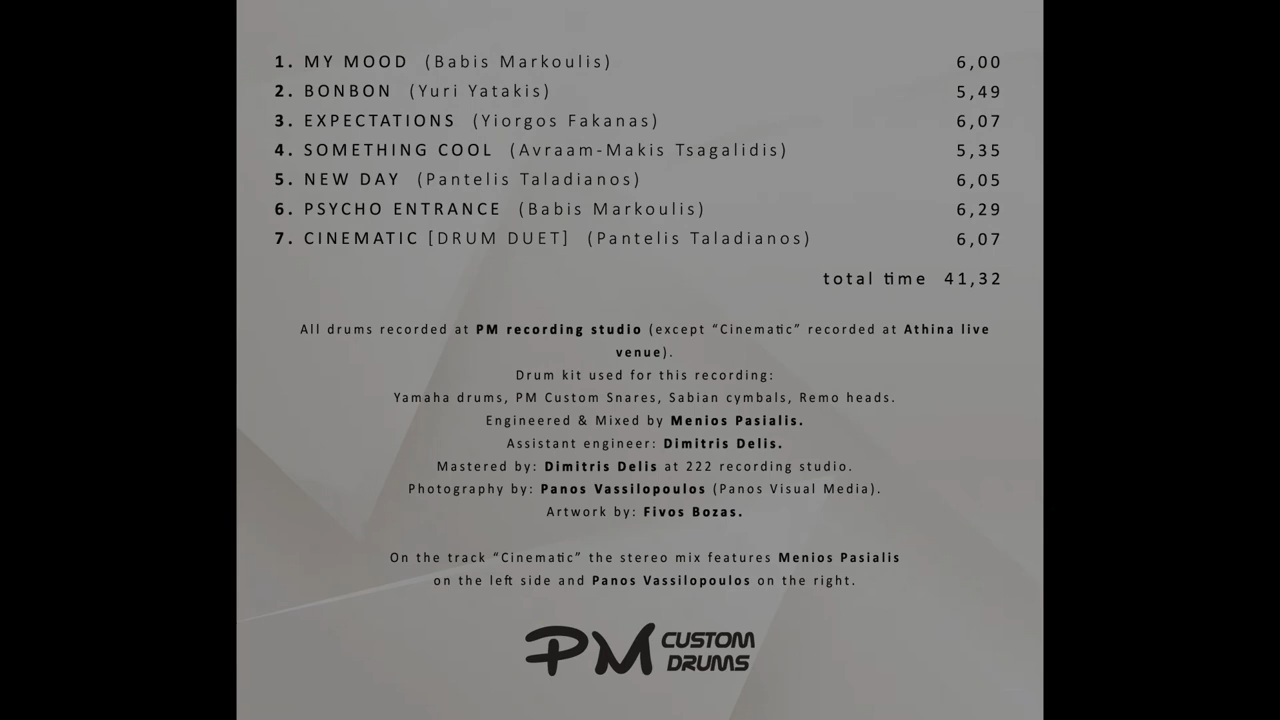 1. MY MOOD (Babis Markoulis) 6,00
2. BONBON (Yuri Yatakis) 5,49
3. EXPECTATIONS (Yiorgos Fakanas) 6,07
4. SOMETHING COOL (Avraam-Makis Tsagalidis) 5,35
5. NEW DAY (Pantelis Taladianos) 6,05
6. PSYCHO ENTRANCE (Babis Markoulis) 6,29
7. CINEMATIC [DRUM DUET] (Pantelis Taladianos) 6,07
total time 41,32
All drums recorded at PM recording studio (except “Cinematic” recorded at Athina live
venue).
Drum kit used for this recording:
Yamaha drums, PM Custom Snares, Sabian cymbals, Remo heads.
Engineered & Mixed by Menios Pasialis.
Assistant engineer: Dimitris Delis.
Mastered by: Dimitris Delis at 222 recording studio.
Photography by: Panos Vassilopoulos (Panos Visual Media).
Artwork by: Fivos Bozas.
On the track “Cinematic” the stereo mix features Menios Pasialis
on the left side and Panos Vassilopoulos on the right.
PM CUSTOM
DRUMS